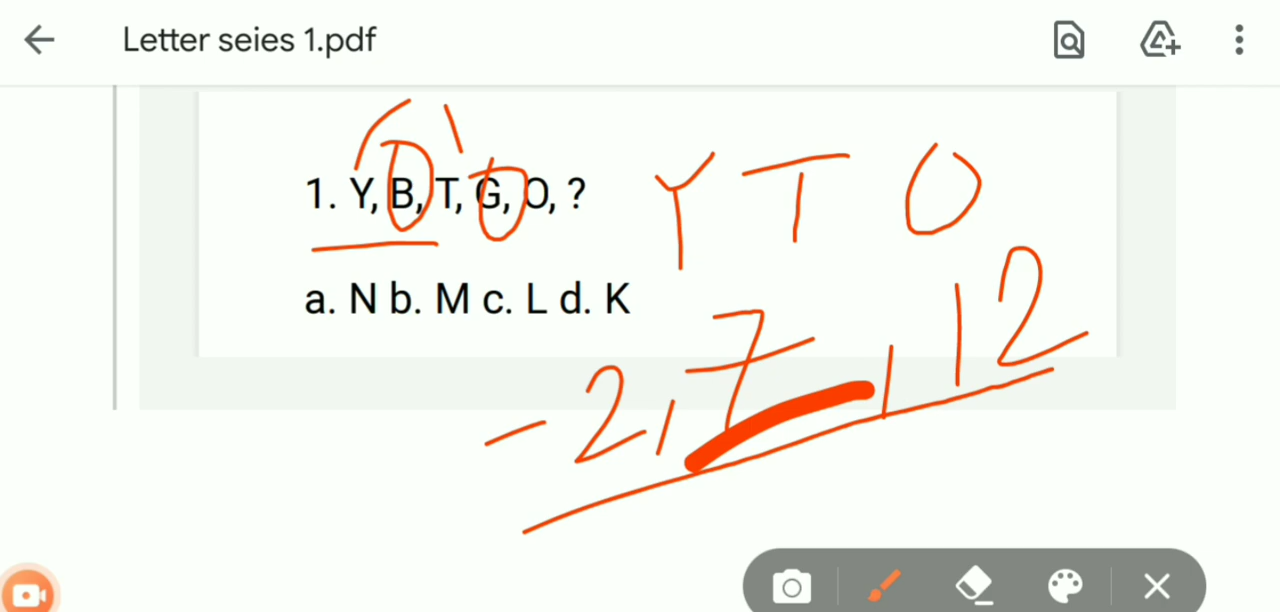 Letter seies 1.pdf
1. Y, B, T, G, O, ?
Y T O
a. N b. M c. L d. K
-2, 7, 12